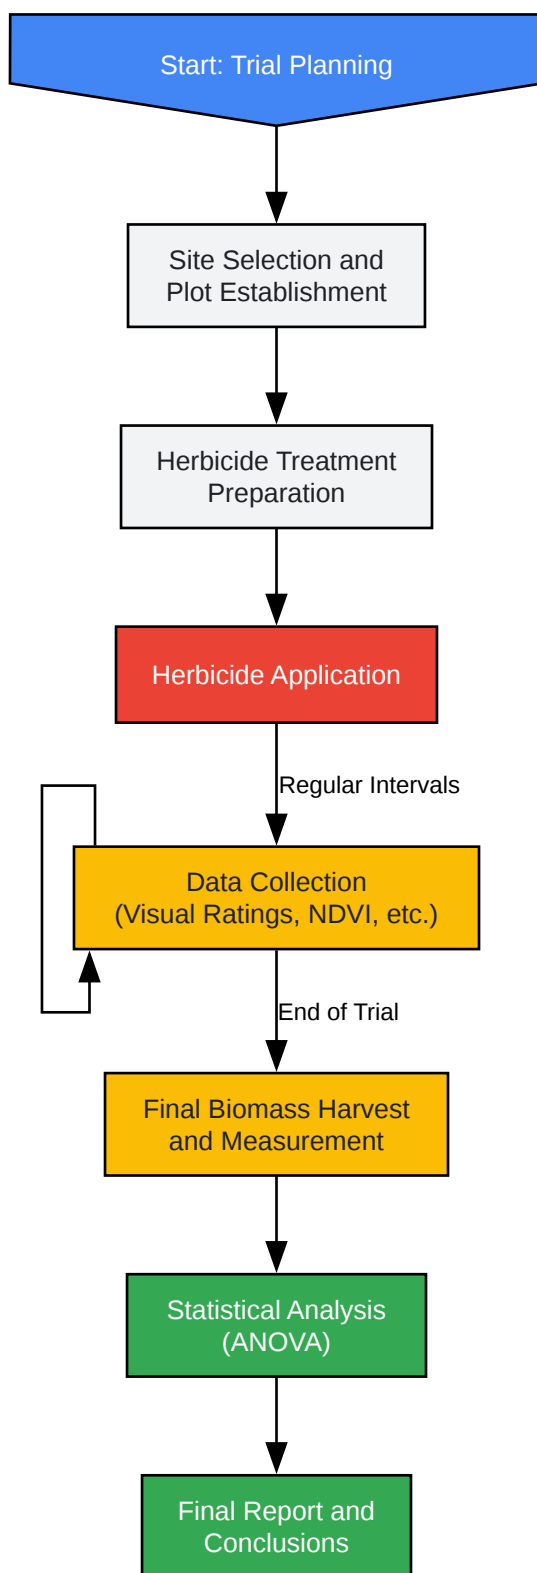 Start: Trial Planning
Site Selection and
Plot Establishment
Herbicide Treatment
Preparation
Herbicide Application
Regular Intervals
Data Collection
(Visual Ratings, NDVI, etc.)
End of Trial
Final Biomass Harvest
and Measurement
Statistical Analysis
(ANOVA)
Final Report and
Conclusions